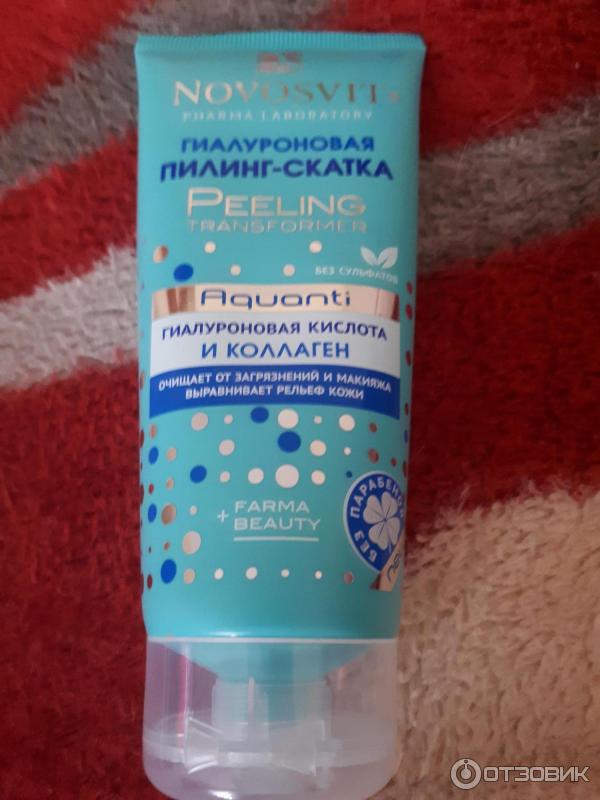 NOVOSVIT
PHARMA LABORATORY
ГИАЛУРОНОВАЯ
ПИЛИНГ-СКАТКА
PEELING
TRANSFORMER
БЕЗ СУЛЬФАТОВ
Aquanti
ГИАЛУРОНОВАЯ КИСЛОТА
И КОЛЛАГЕН
ОЧИЩАЕТ ОТ ЗАГРЯЗНЕНИЙ И МАКИЯЖА
ВЫРАВНИВАЕТ РЕЛЬЕФ КОЖИ
+ FARMA
BEAUTY
БЕЗ ПАРАБЕНОВ
ОТЗОВИК